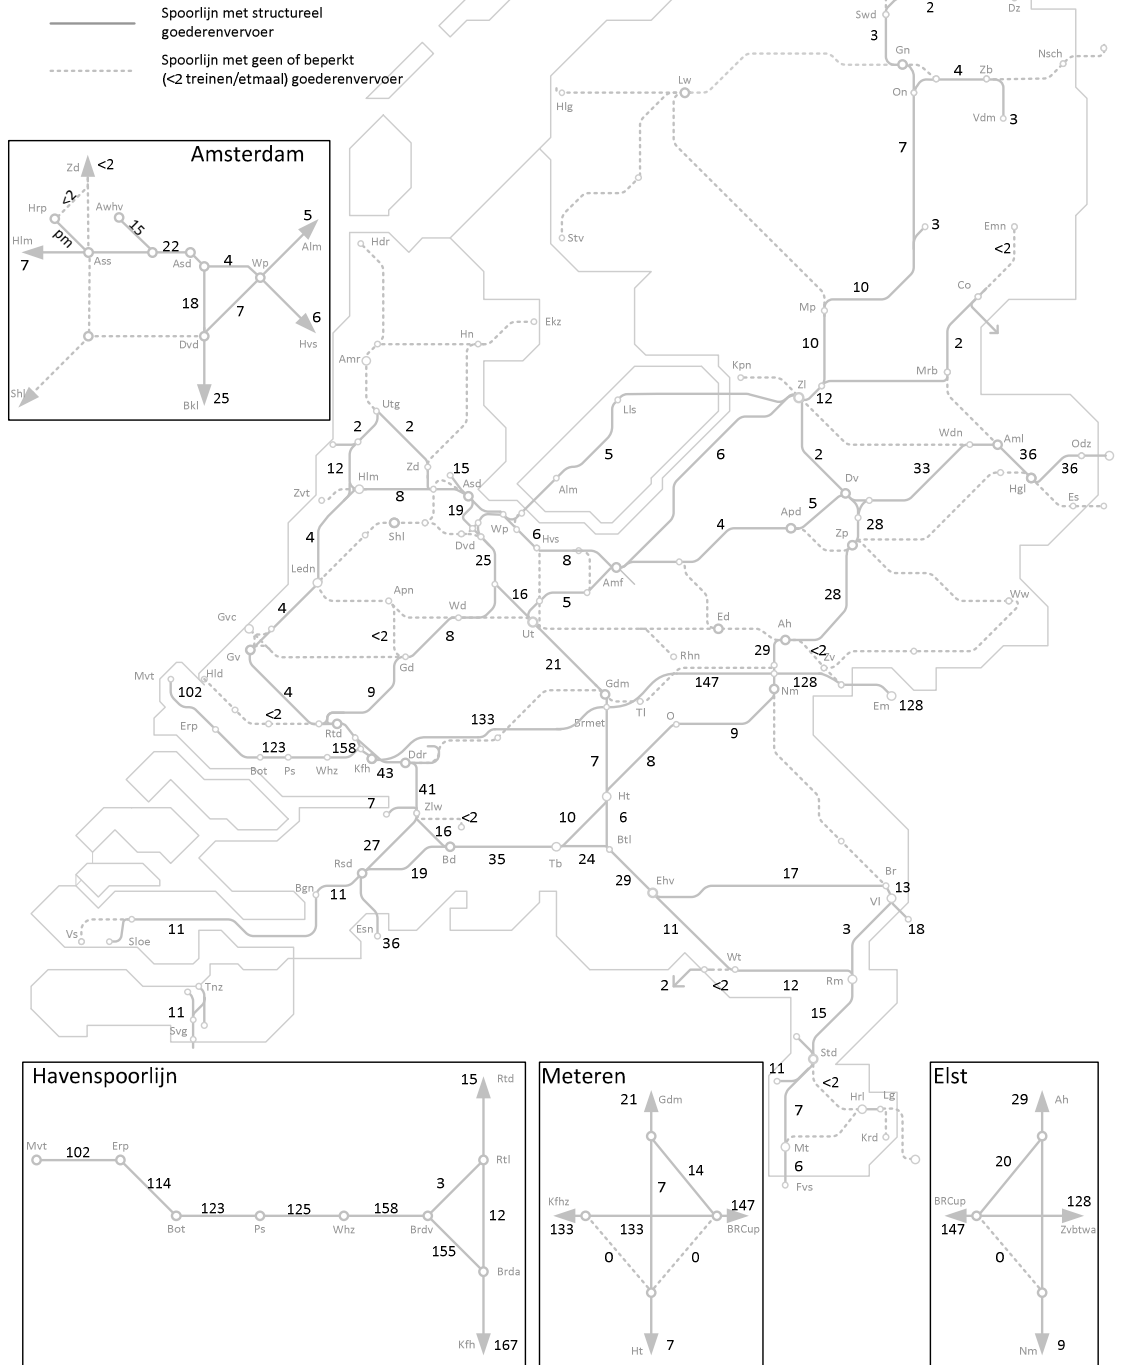 Spoorlijn met structureel
goederenvervoer
Spoorlijn met geen of beperkt
(<2 treinen/etmaal) goederenvervoer
Swd
2
Dz
3
Gn
On
4
Zb
Nsch
Vdm
3
Lw
Hlg
7
Stv
3
Emn
<2
Co
Mp
10
10
2
Mrb
Amsterdam
Zd
<2
Hrp
<2
Awhv
pm
15
Hlm
7
Ass
22
Asd
4
Wp
5
Alm
18
7
6
Hvs
Dvd
Shl
Bkl
25
Hdr
Ekz
Hn
Amr
Kpn
Zl
12
Utg
Lls
2
2
12
Zd
15
Hlm
8
Asd
Zvt
5
Alm
6
2
Wdn
Aml
36
Odz
36
33
Hgl
Es
Dv
5
Apd
28
Zp
4
19
Wp
Shl
Dvd
4
6
Hvs
25
8
Amf
Ledn
Apn
16
5
28
Ww
4
Wd
Gvc
<2
8
Ut
Ed
Ah
29
<2
Zv
Gv
Gd
21
Rhn
Mvt
102
Hld
9
4
147
128
Gdm
Tl
Nm
Em
128
Erp
<2
Rtd
133
Brmet
O
9
123
158
Bot
Ps
Whz
Kfh
43
Ddr
7
8
41
7
Zlw
<2
Ht
16
10
6
27
Bd
35
Tb
24
Btl
Rsd
19
29
Ehv
17
Br
13
Bgn
11
Vl
18
Vs
11
Sloe
Esn
36
11
3
Wt
2
<2
12
Rm
Tnz
11
Svg
15
Std
11
<2
7
Hrl
Lg
Krd
Mt
6
Fvs
Havenspoorlijn
15
Rtd
Mvt
102
Erp
Rtl
114
3
123
125
158
12
Bot
Ps
Whz
Brdv
155
Brda
Kfh
167
Meteren
21
Gdm
14
7
Kfhz
147
133
133
BRCup
0
0
Ht
7
Elst
29
Ah
20
BRCup
128
147
Zvbtwa
0
Nm
9